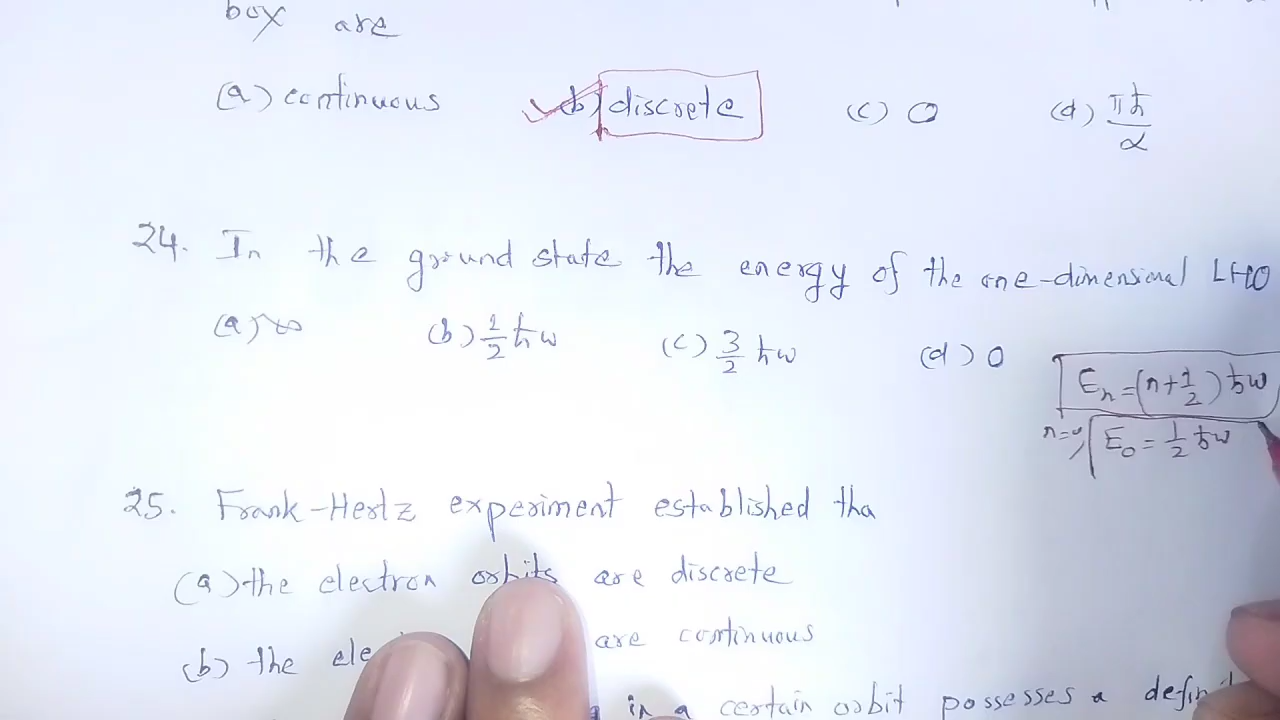 box are
(a) continuous (b) discrete (c) 0 (d) πħ/α
24. In the ground state the energy of the one-dimensional LHO
(a) ∞ (b) 1/2 ħω (c) 3/2 ħω (d) 0
En = (n + 1/2) ħω
n=0, E0 = 1/2 ħω
25. Frank-Hertz experiment established tha
(a) the electron orbits are discrete
(b) the ele are continuous
in a certain orbit possesses a defin